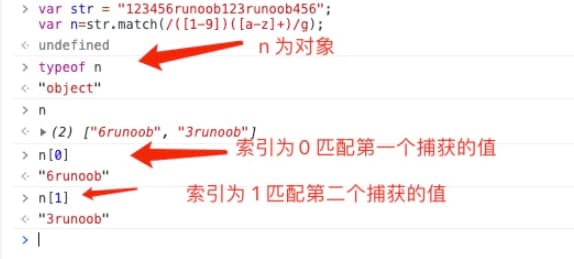 > var str = "123456runoob123runoob456";
var n=str.match(/([1-9])([a-z]+)/g);
< undefined
> typeof n
n 为对象
< "object"
> n
< ▸(2) ["6runoob", "3runoob"]
> n[0]
索引为 0 匹配第一个捕获的值
< "6runoob"
> n[1]
索引为 1 匹配第二个捕获的值
< "3runoob"
>